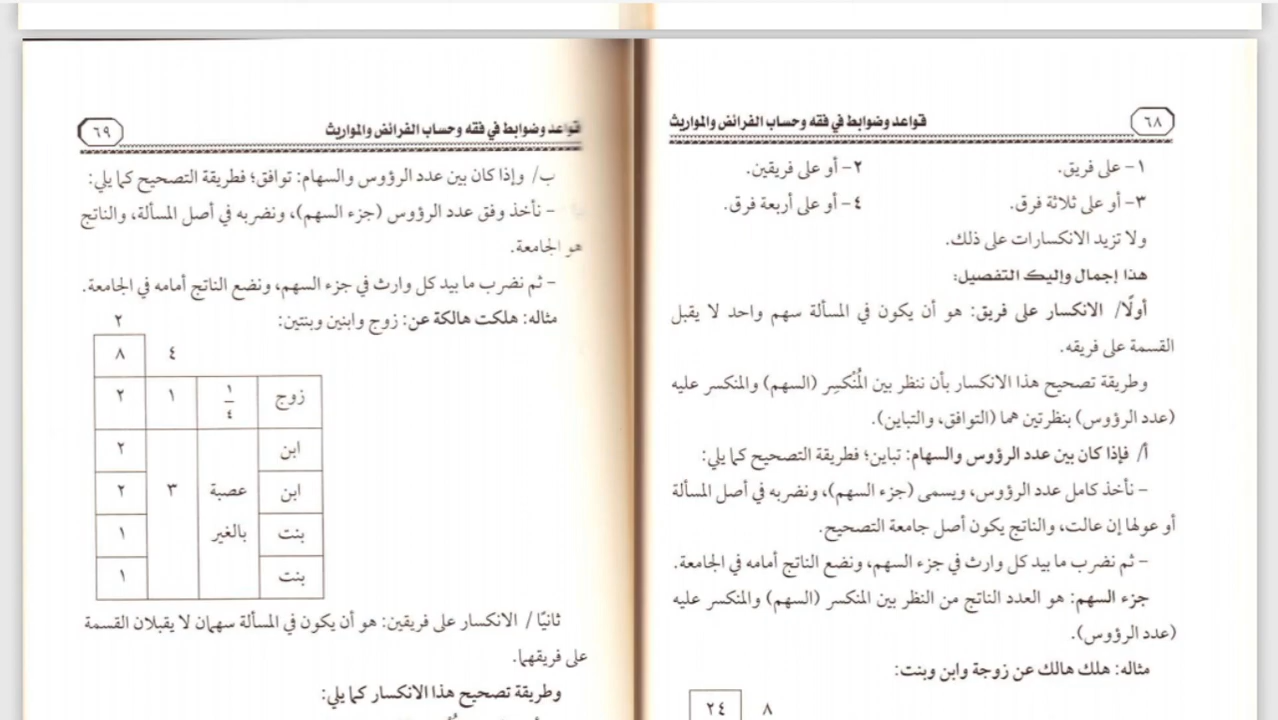 ٦٨
قواعد وضوابط في فقه وحساب الفرائض والمواريث
١- على فريق. ٢- أو على فريقين.
٣- أو على ثلاثة فرق. ٤- أو على أربعة فرق.
ولا تزيد الانكسارات على ذلك.
هذا إجمال وإليك التفصيل:
أولًا/ الانكسار على فريق: هو أن يكون في المسألة سهم واحد لا يقبل
القسمة على فريقه.
وطريقة تصحيح هذا الانكسار بأن ننظر بين المُنْكسِر (السهم) والمنكسر عليه
(عدد الرؤوس) بنظرتين هما (التوافق، والتباين).
أ/ فإذا كان بين عدد الرؤوس والسهام: تباين؛ فطريقة التصحيح كما يلي:
- نأخذ كامل عدد الرؤوس، ويسمى (جزء السهم)، ونضربه في أصل المسألة
أو عولها إن عالت، والناتج يكون أصل جامعة التصحيح.
- ثم نضرب ما بيد كل وارث في جزء السهم، ونضع الناتج أمامه في الجامعة.
جزء السهم: هو العدد الناتج من النظر بين المنكسر (السهم) والمنكسر عليه
(عدد الرؤوس).
مثاله: هلك هالك عن زوجة وابن وبنت:
٨ ٢٤
قواعد وضوابط في فقه وحساب الفرائض والمواريث
٦٩
ب/ وإذا كان بين عدد الرؤوس والسهام: توافق؛ فطريقة التصحيح كما يلي:
- نأخذ وفق عدد الرؤوس (جزء السهم)، ونضربه في أصل المسألة، والناتج
هو الجامعة.
- ثم نضرب ما بيد كل وارث في جزء السهم، ونضع الناتج أمامه في الجامعة.
مثاله: هلكت هالكة عن: زوج وابنين وبنتين:
٢
٤ ٨
زوج ١/٤ ١ ٢
ابن ٢
ابن عصبة ٣ ٢
بنت بالغير ١
بنت ١
ثانيًا/ الانكسار على فريقين: هو أن يكون في المسألة سهمان لا يقبلان القسمة
على فريقهما.
وطريقة تصحيح هذا الانكسار كما يلي: